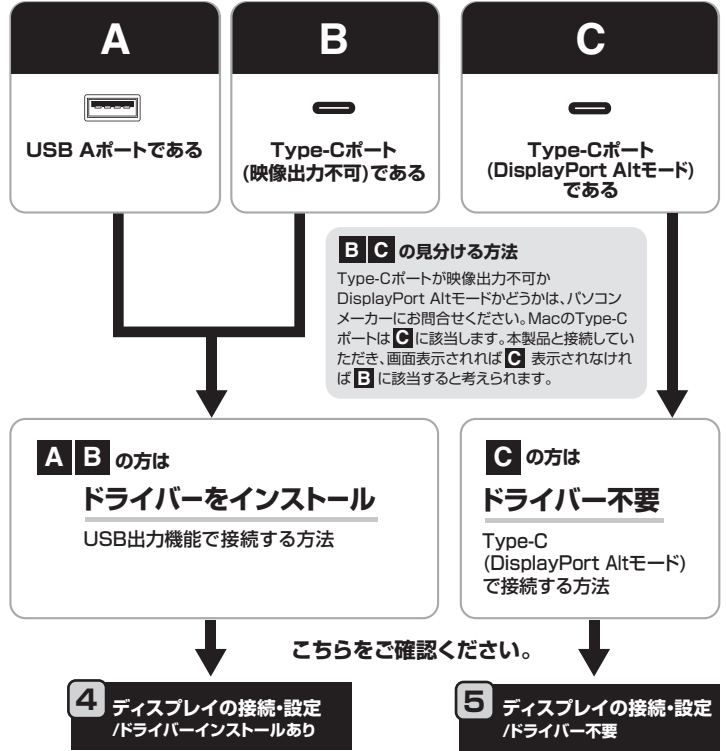 A
USB Aポートである
B
Type-Cポート
(映像出力不可)である
C
Type-Cポート
(DisplayPort Altモード)
である
B C の見分ける方法
Type-Cポートが映像出力不可か
DisplayPort Altモードかどうかは、パソコン
メーカーにお問合せください。MacのType-C
ポートは C に該当します。本製品と接続してい
ただき、画面表示されれば C 表示されなけれ
ば B に該当すると考えられます。
A B の方は
ドライバーをインストール
USB出力機能で接続する方法
C の方は
ドライバー不要
Type-C
(DisplayPort Altモード)
で接続する方法
こちらをご確認ください。
4 ディスプレイの接続・設定
/ドライバーインストールあり
5 ディスプレイの接続・設定
/ドライバー不要